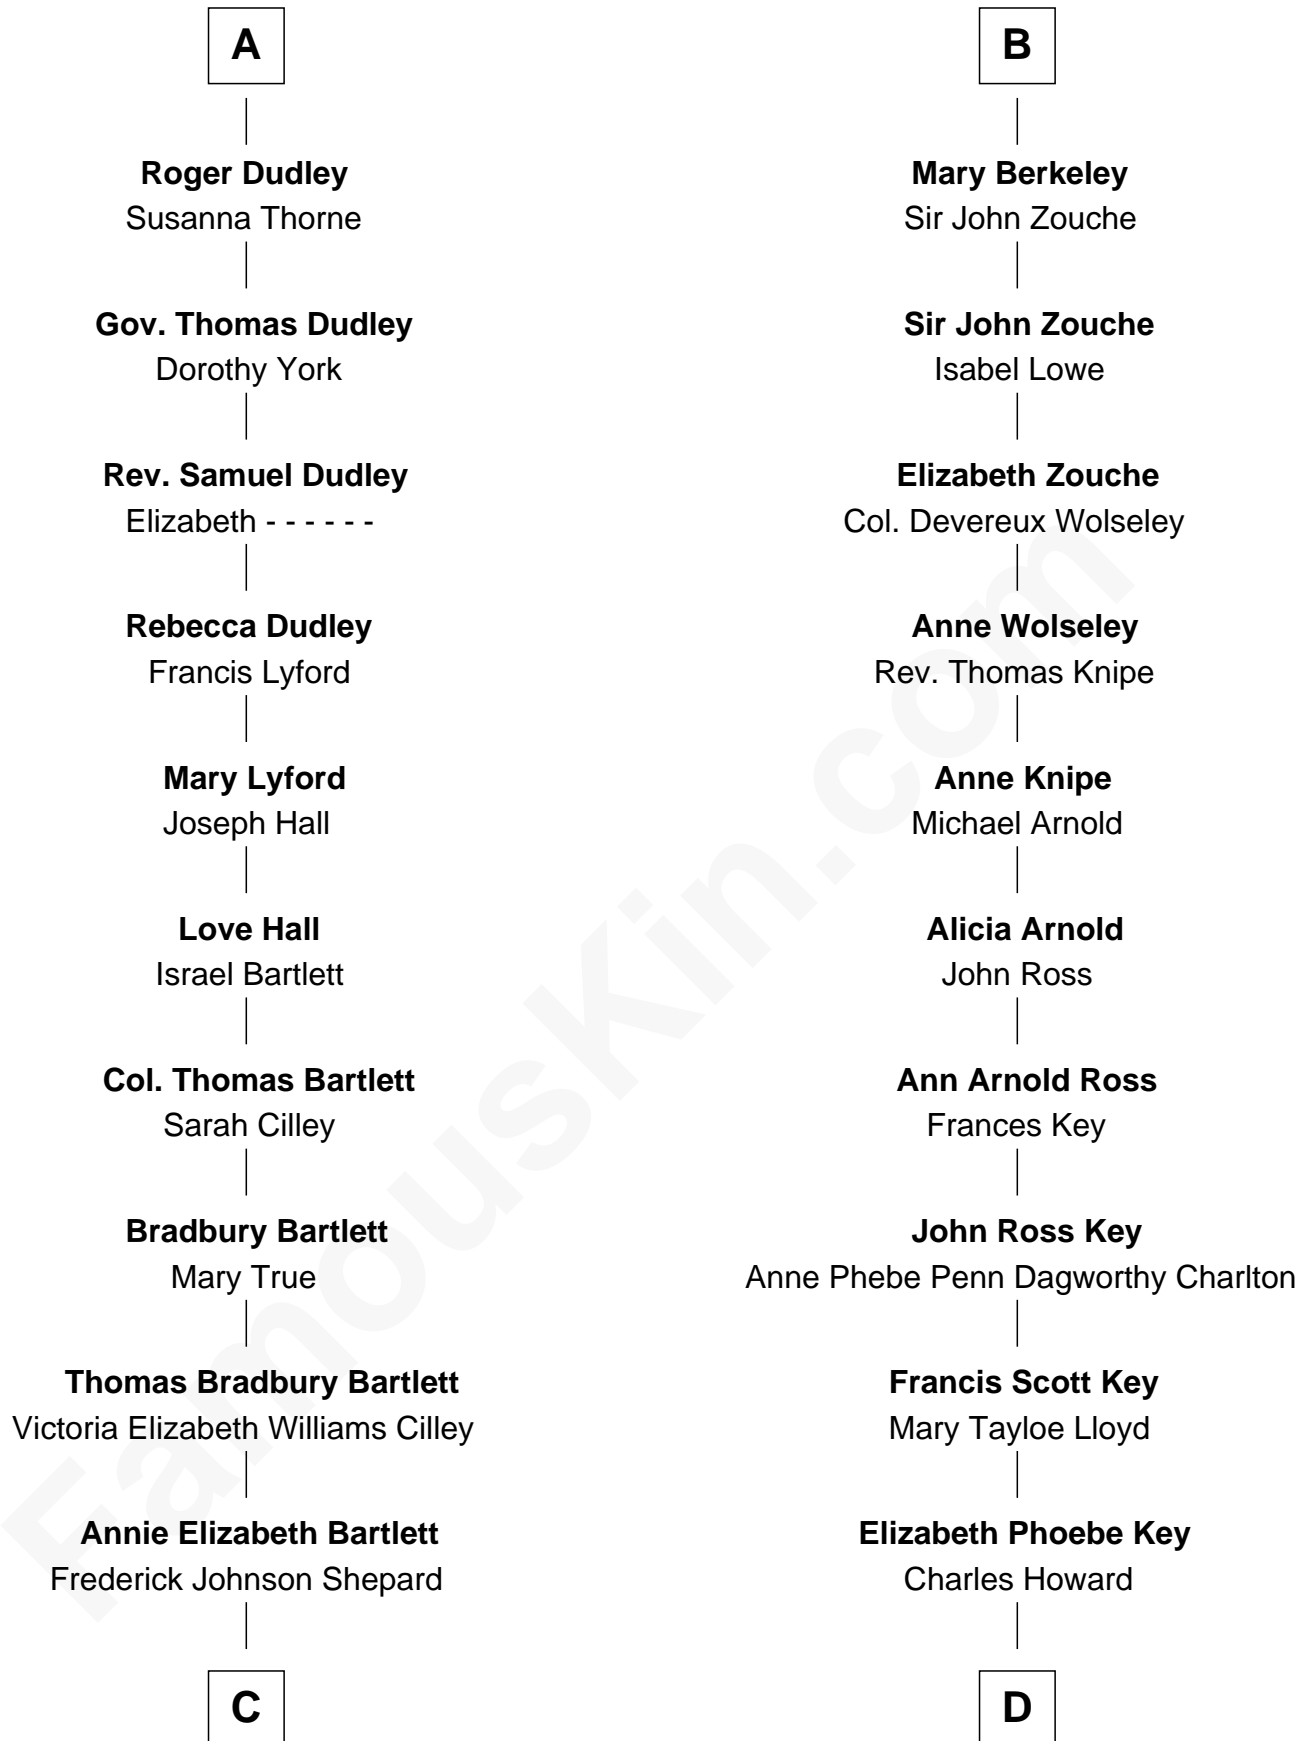 A
Roger Dudley
Susanna Thorne
Gov. Thomas Dudley
Dorothy York
Rev. Samuel Dudley
Elizabeth - - - - - -
Rebecca Dudley
Francis Lyford
Mary Lyford
Joseph Hall
Love Hall
Israel Bartlett
Col. Thomas Bartlett
Sarah Cilley
Bradbury Bartlett
Mary True
Thomas Bradbury Bartlett
Victoria Elizabeth Williams Cilley
Annie Elizabeth Bartlett
Frederick Johnson Shepard
C
B
Mary Berkeley
Sir John Zouche
Sir John Zouche
Isabel Lowe
Elizabeth Zouche
Col. Devereux Wolseley
Anne Wolseley
Rev. Thomas Knipe
Anne Knipe
Michael Arnold
Alicia Arnold
John Ross
Ann Arnold Ross
Frances Key
John Ross Key
Anne Phebe Penn Dagworthy Charlton
Francis Scott Key
Mary Tayloe Lloyd
Elizabeth Phoebe Key
Charles Howard
D
FamousKin.com